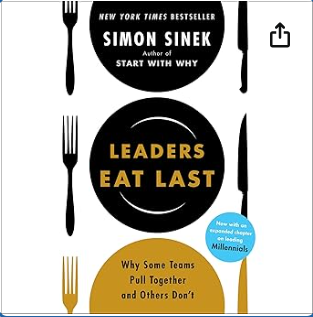 NEW YORK TIMES BESTSELLER
SIMON SINEK
Author of
START WITH WHY
LEADERS
EAT LAST
Now with an
expanded chapter
on leading
Millennials
Why Some Teams
Pull Together
and Others Don't